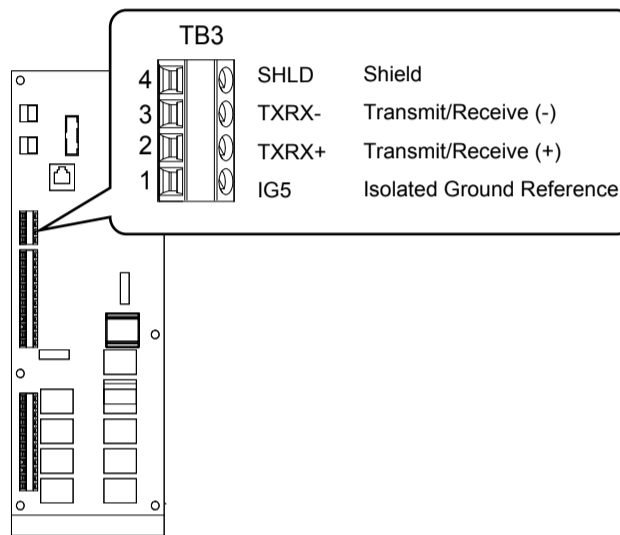 TB3
4 SHLD Shield
3 TXRX- Transmit/Receive (-)
2 TXRX+ Transmit/Receive (+)
1 IG5 Isolated Ground Reference